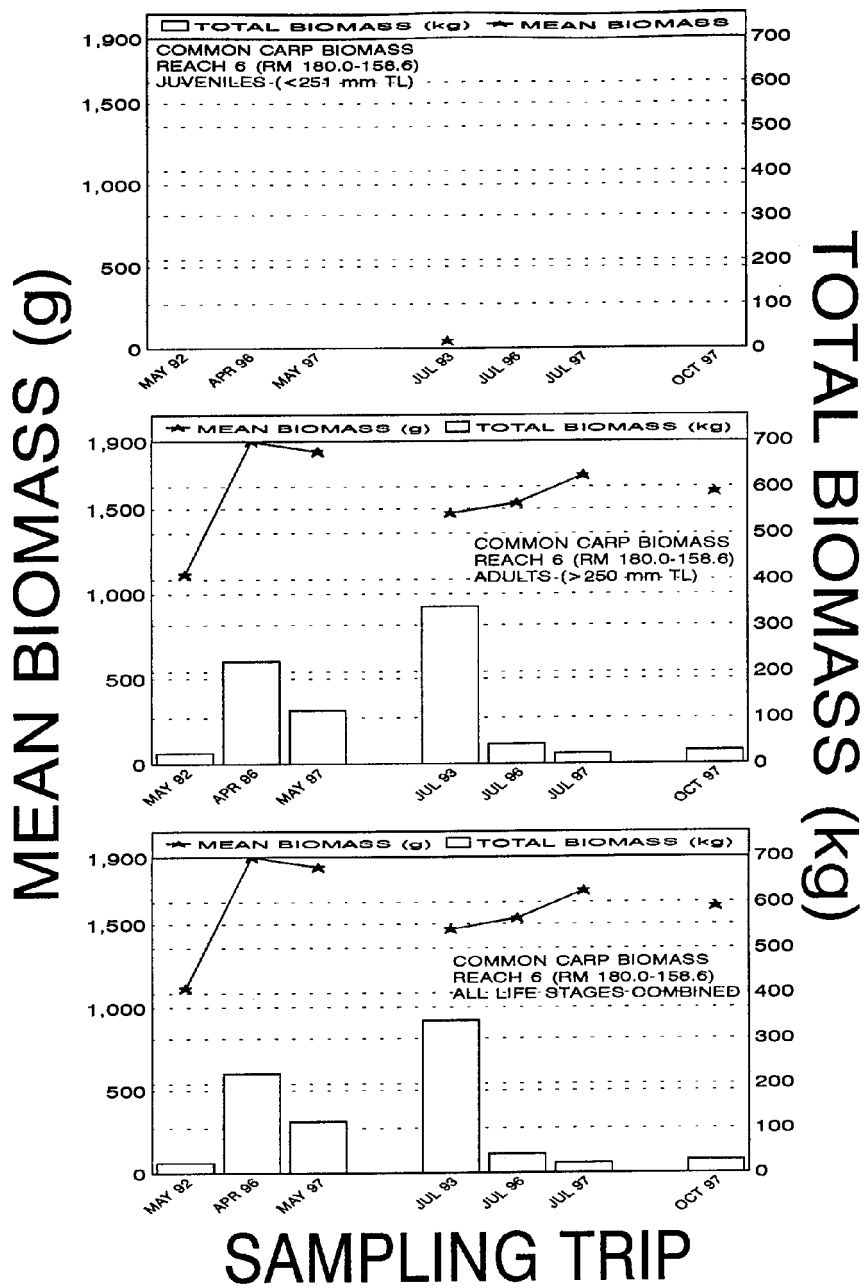 TOTAL BIOMASS (kg) MEAN BIOMASS
COMMON CARP BIOMASS
REACH 6 (RM 180.0-158.6)
JUVENILES (<251 mm TL)
1,900
1,500
1,000
500
0
700
600
500
400
300
200
100
0
MAY 92
APR 96
MAY 97
JUL 93
JUL 96
JUL 97
OCT 97
MEAN BIOMASS (g) TOTAL BIOMASS (kg)
COMMON CARP BIOMASS
REACH 6 (RM 180.0-158.6)
ADULTS (>250 mm TL)
1,900
1,500
1,000
500
0
700
600
500
400
300
200
100
0
MAY 92
APR 96
MAY 97
JUL 93
JUL 96
JUL 97
OCT 97
MEAN BIOMASS (g) TOTAL BIOMASS (kg)
COMMON CARP BIOMASS
REACH 6 (RM 180.0-158.6)
ALL LIFE STAGES COMBINED
1,900
1,500
1,000
500
0
700
600
500
400
300
200
100
0
MAY 92
APR 96
MAY 97
JUL 93
JUL 96
JUL 97
OCT 97
MEAN BIOMASS (g)
TOTAL BIOMASS (kg)
SAMPLING TRIP